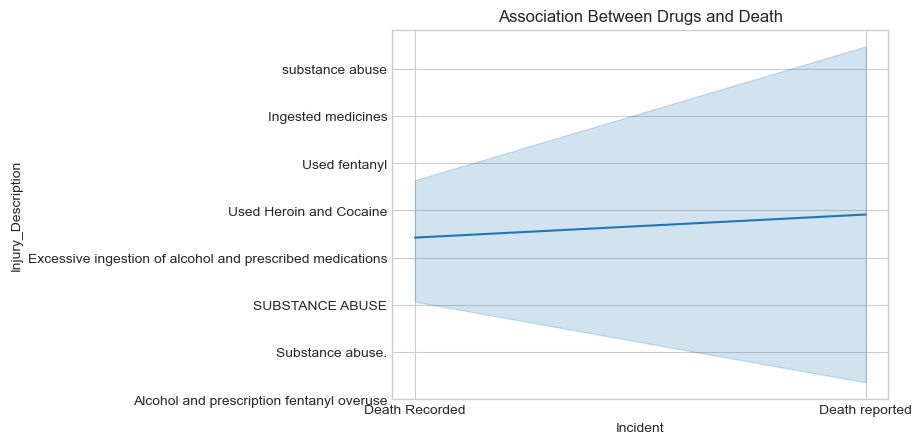 Association Between Drugs and Death
Injury_Description
substance abuse
Ingested medicines
Used fentanyl
Used Heroin and Cocaine
Excessive ingestion of alcohol and prescribed medications
SUBSTANCE ABUSE
Substance abuse.
Alcohol and prescription fentanyl overuse
Death Recorded
Death reported
Incident